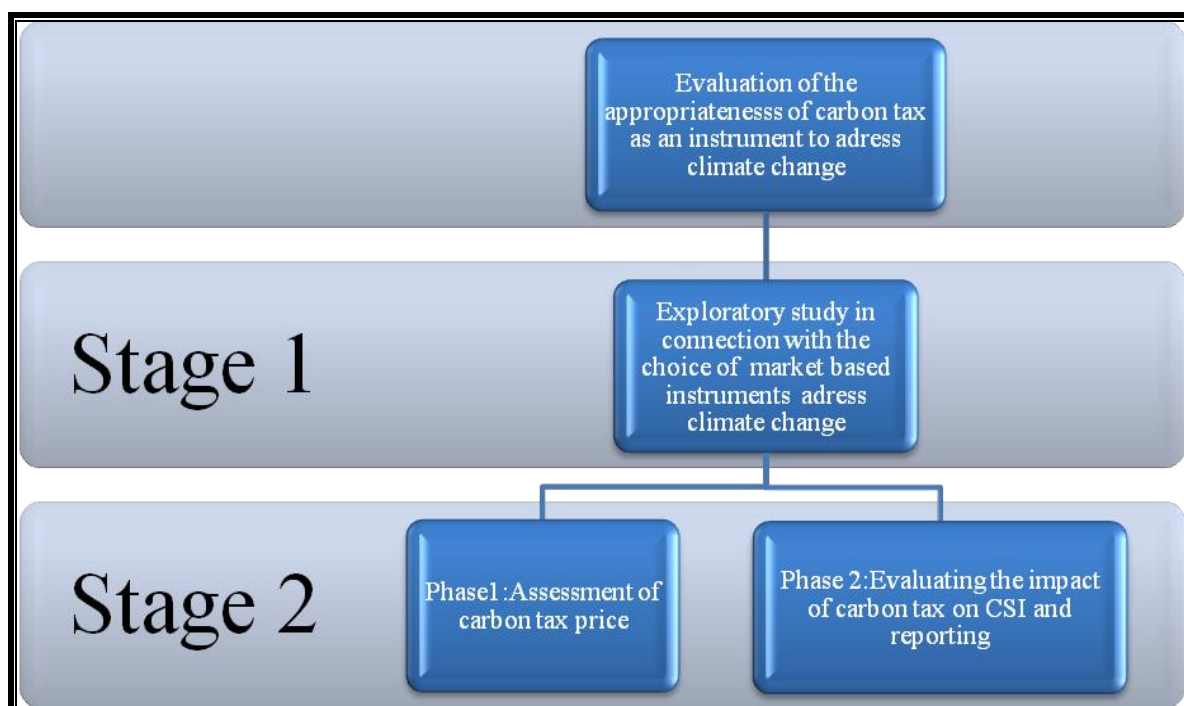 Evaluation of the
appropriatenesss of carbon tax
as an instrument to adress
climate change
Stage 1
Exploratory study in
connection with the
choice of market based
instruments adress
climate change
Stage 2
Phase1:Assessment of
carbon tax price
Phase 2:Evaluating the impact
of carbon tax on CSI and
reporting